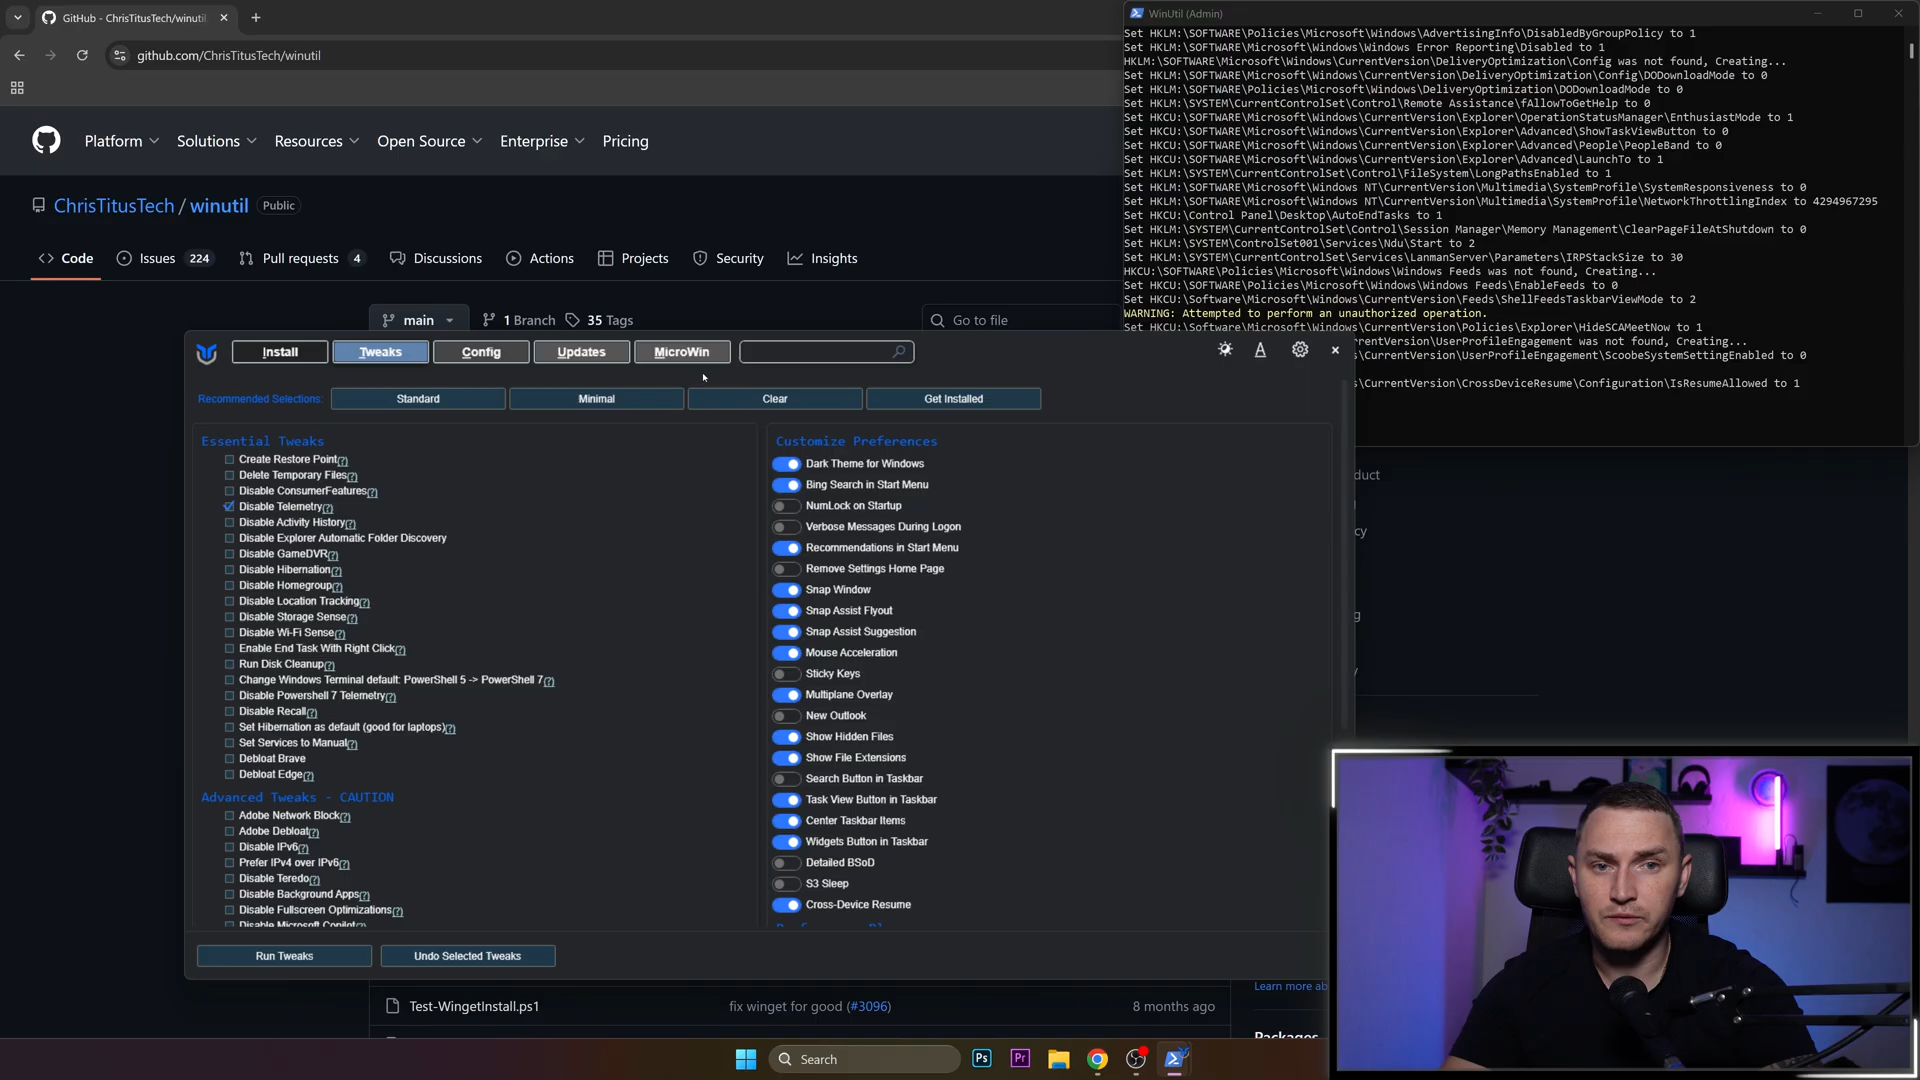 GitHub - ChrisTitusTech/winutil
github.com/ChrisTitusTech/winutil
Platform
Solutions
Resources
Open Source
Enterprise
Pricing
ChrisTitusTech / winutil
Public
Code
Issues 224
Pull requests 4
Discussions
Actions
Projects
Security
Insights
main
1 Branch
35 Tags
Go to file
WinUtil (Admin)
Set HKLM:\SOFTWARE\Policies\Microsoft\Windows\AdvertisingInfo\DisabledByGroupPolicy to 1
Set HKLM:\SOFTWARE\Microsoft\Windows\Windows Error Reporting\Disabled to 1
HKLM:\SOFTWARE\Microsoft\Windows\CurrentVersion\DeliveryOptimization\Config was not found, Creating...
Set HKLM:\SOFTWARE\Microsoft\Windows\CurrentVersion\DeliveryOptimization\Config\DODownloadMode to 0
Set HKLM:\SOFTWARE\Policies\Microsoft\Windows\DeliveryOptimization\DODownloadMode to 0
Set HKLM:\SYSTEM\CurrentControlSet\Control\Remote Assistance\fAllowToGetHelp to 0
Set HKCU:\SOFTWARE\Microsoft\Windows\CurrentVersion\Explorer\OperationStatusManager\EnthusiastMode to 1
Set HKCU:\SOFTWARE\Microsoft\Windows\CurrentVersion\Explorer\Advanced\ShowTaskViewButton to 0
Set HKCU:\SOFTWARE\Microsoft\Windows\CurrentVersion\Explorer\Advanced\People\PeopleBand to 0
Set HKCU:\SOFTWARE\Microsoft\Windows\CurrentVersion\Explorer\Advanced\LaunchTo to 1
Set HKLM:\SYSTEM\CurrentControlSet\Control\FileSystem\LongPathsEnabled to 1
Set HKLM:\SOFTWARE\Microsoft\Windows NT\CurrentVersion\Multimedia\SystemProfile\SystemResponsiveness to 0
Set HKLM:\SOFTWARE\Microsoft\Windows NT\CurrentVersion\Multimedia\SystemProfile\NetworkThrottlingIndex to 4294967295
Set HKCU:\Control Panel\Desktop\AutoEndTasks to 1
Set HKLM:\SYSTEM\CurrentControlSet\Control\Session Manager\Memory Management\ClearPageFileAtShutdown to 0
Set HKLM:\SYSTEM\ControlSet001\Services\Ndu\Start to 2
Set HKLM:\SYSTEM\CurrentControlSet\Services\LanmanServer\Parameters\IRPStackSize to 30
HKCU:\SOFTWARE\Policies\Microsoft\Windows\Windows Feeds was not found, Creating...
Set HKCU:\SOFTWARE\Policies\Microsoft\Windows\Windows Feeds\EnableFeeds to 0
Set HKCU:\Software\Microsoft\Windows\CurrentVersion\Feeds\ShellFeedsTaskbarViewMode to 2
WARNING: Attempted to perform an unauthorized operation.
Set HKCU:\Software\Microsoft\Windows\CurrentVersion\Policies\Explorer\HideSCAMeetNow to 1
s\CurrentVersion\UserProfileEngagement was not found, Creating...
s\CurrentVersion\UserProfileEngagement\ScoobeSystemSettingEnabled to 0
s\CurrentVersion\CrossDeviceResume\Configuration\IsResumeAllowed to 1
Install
Tweaks
Config
Updates
MicroWin
A
Recommended Selections:
Standard
Minimal
Clear
Get Installed
Essential Tweaks
Create Restore Point(?)
Delete Temporary Files(?)
Disable ConsumerFeatures(?)
Disable Telemetry(?)
Disable Activity History(?)
Disable Explorer Automatic Folder Discovery
Disable GameDVR(?)
Disable Hibernation(?)
Disable Homegroup(?)
Disable Location Tracking(?)
Disable Storage Sense(?)
Disable Wi-Fi Sense(?)
Enable End Task With Right Click(?)
Run Disk Cleanup(?)
Change Windows Terminal default: PowerShell 5 -> PowerShell 7(?)
Disable Powershell 7 Telemetry(?)
Disable Recall(?)
Set Hibernation as default (good for laptops)(?)
Set Services to Manual(?)
Debloat Brave
Debloat Edge(?)
Advanced Tweaks - CAUTION
Adobe Network Block(?)
Adobe Debloat(?)
Disable IPv6(?)
Prefer IPv4 over IPv6(?)
Disable Teredo(?)
Disable Background Apps(?)
Disable Fullscreen Optimizations(?)
Disable Microsoft Copilot(?)
Customize Preferences
Dark Theme for Windows
Bing Search in Start Menu
NumLock on Startup
Verbose Messages During Logon
Recommendations in Start Menu
Remove Settings Home Page
Snap Window
Snap Assist Flyout
Snap Assist Suggestion
Mouse Acceleration
Sticky Keys
Multiplane Overlay
New Outlook
Show Hidden Files
Show File Extensions
Search Button in Taskbar
Task View Button in Taskbar
Center Taskbar Items
Widgets Button in Taskbar
Detailed BSoD
S3 Sleep
Cross-Device Resume
Run Tweaks
Undo Selected Tweaks
duct
cy
g
y
Test-WingetInstall.ps1
fix winget for good (#3096)
8 months ago
Learn more ab
Packages
Search
Ps
Pr